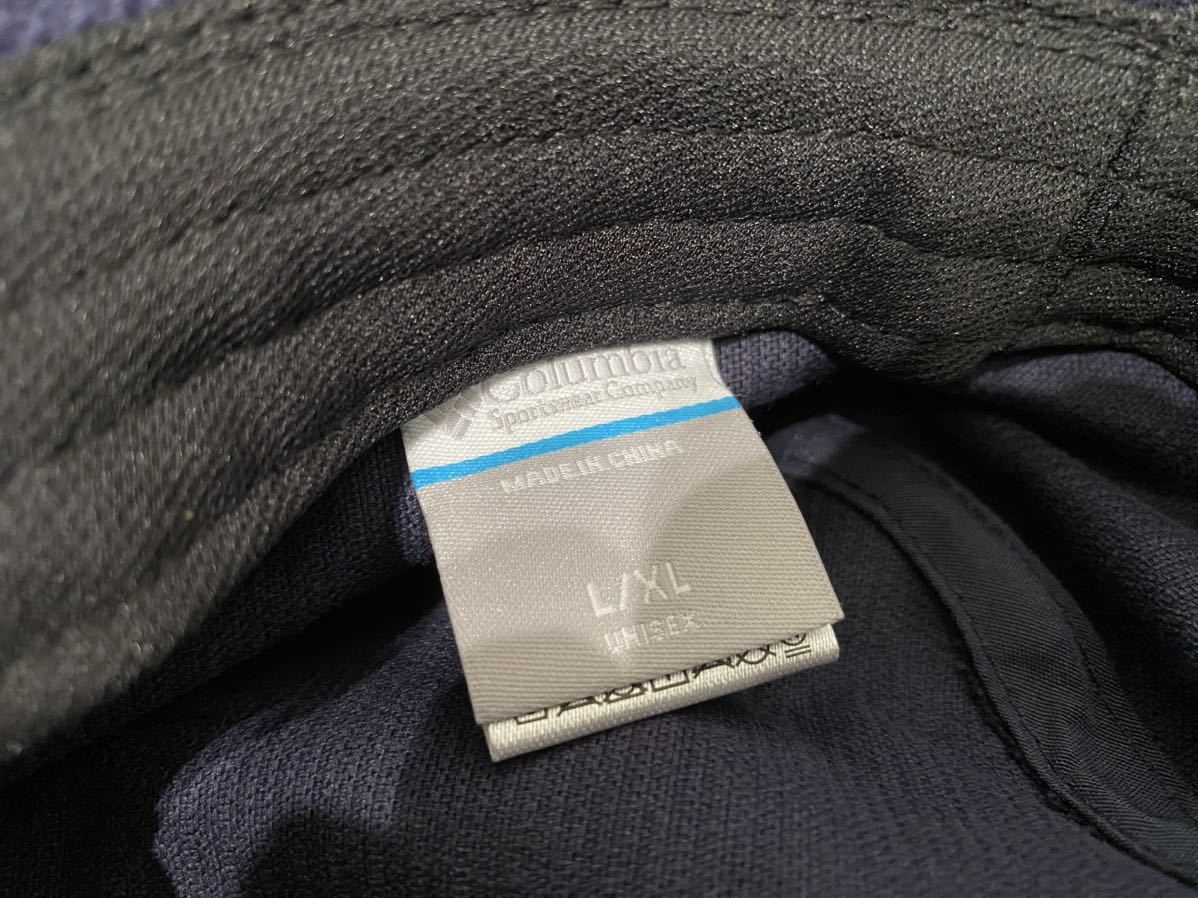 Columbia
Sportswear Company
MADE IN CHINA
L/XL
UNISEX